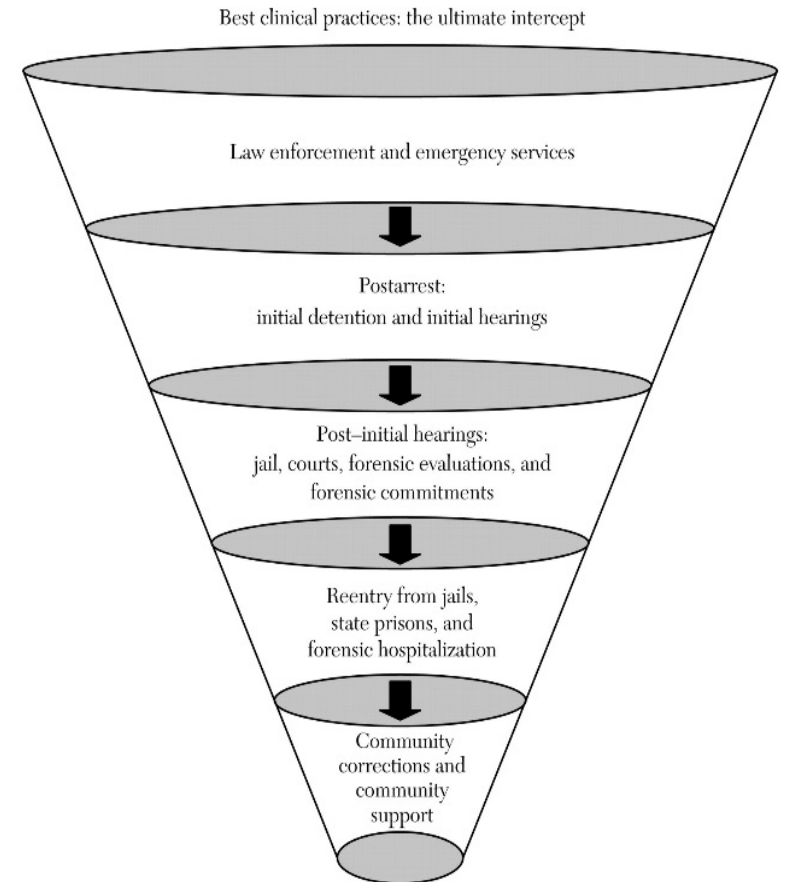 Best clinical practices: the ultimate intercept
Law enforcement and emergency services
Postarrest:
initial detention and initial hearings
Post–initial hearings:
jail, courts, forensic evaluations, and
forensic commitments
Reentry from jails,
state prisons, and
forensic hospitalization
Community
corrections and
community
support